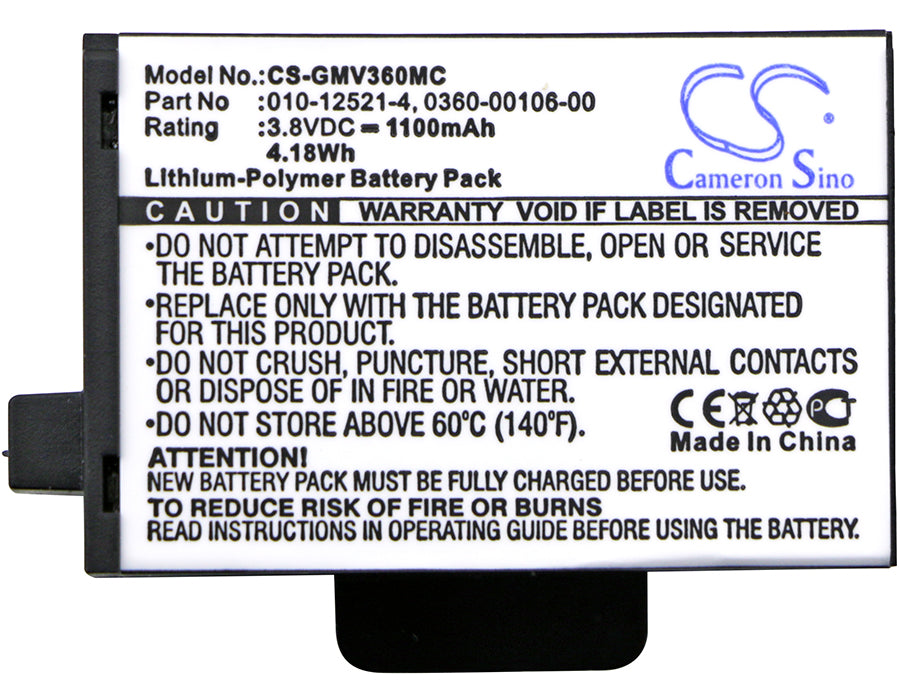 Model No.:CS-GMV360MC
Part No :010-12521-4, 0360-00106-00
Rating :3.8VDC ⎓ 1100mAh
4.18Wh
Lithium-Polymer Battery Pack
CS
Cameron Sino
CAUTION WARRANTY VOID IF LABEL IS REMOVED
•DO NOT ATTEMPT TO DISASSEMBLE, OPEN OR SERVICE
THE BATTERY PACK.
•REPLACE ONLY WITH THE BATTERY PACK DESIGNATED
FOR THIS PRODUCT.
•DO NOT CRUSH, PUNCTURE, SHORT EXTERNAL CONTACTS
OR DISPOSE OF IN FIRE OR WATER.
•DO NOT STORE ABOVE 60°C (140°F).
CE PCT
Made In China
ATTENTION!
NEW BATTERY PACK MUST BE FULLY CHARGED BEFORE USE.
TO REDUCE RISK OF FIRE OR BURNS
READ INSTRUCTIONS IN OPERATING GUIDE BEFORE USING THE BATTERY.